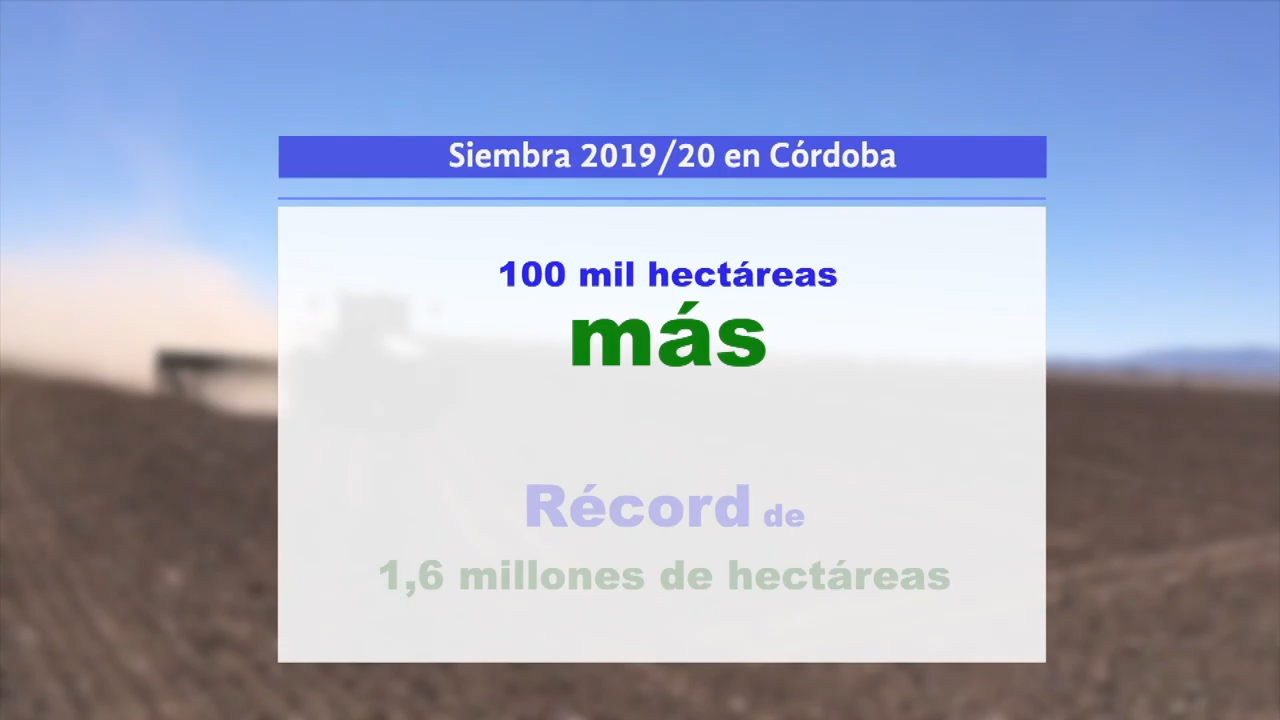 Siembra 2019/20 en Córdoba
100 mil hectáreas
más
Récord de
1,6 millones de hectáreas